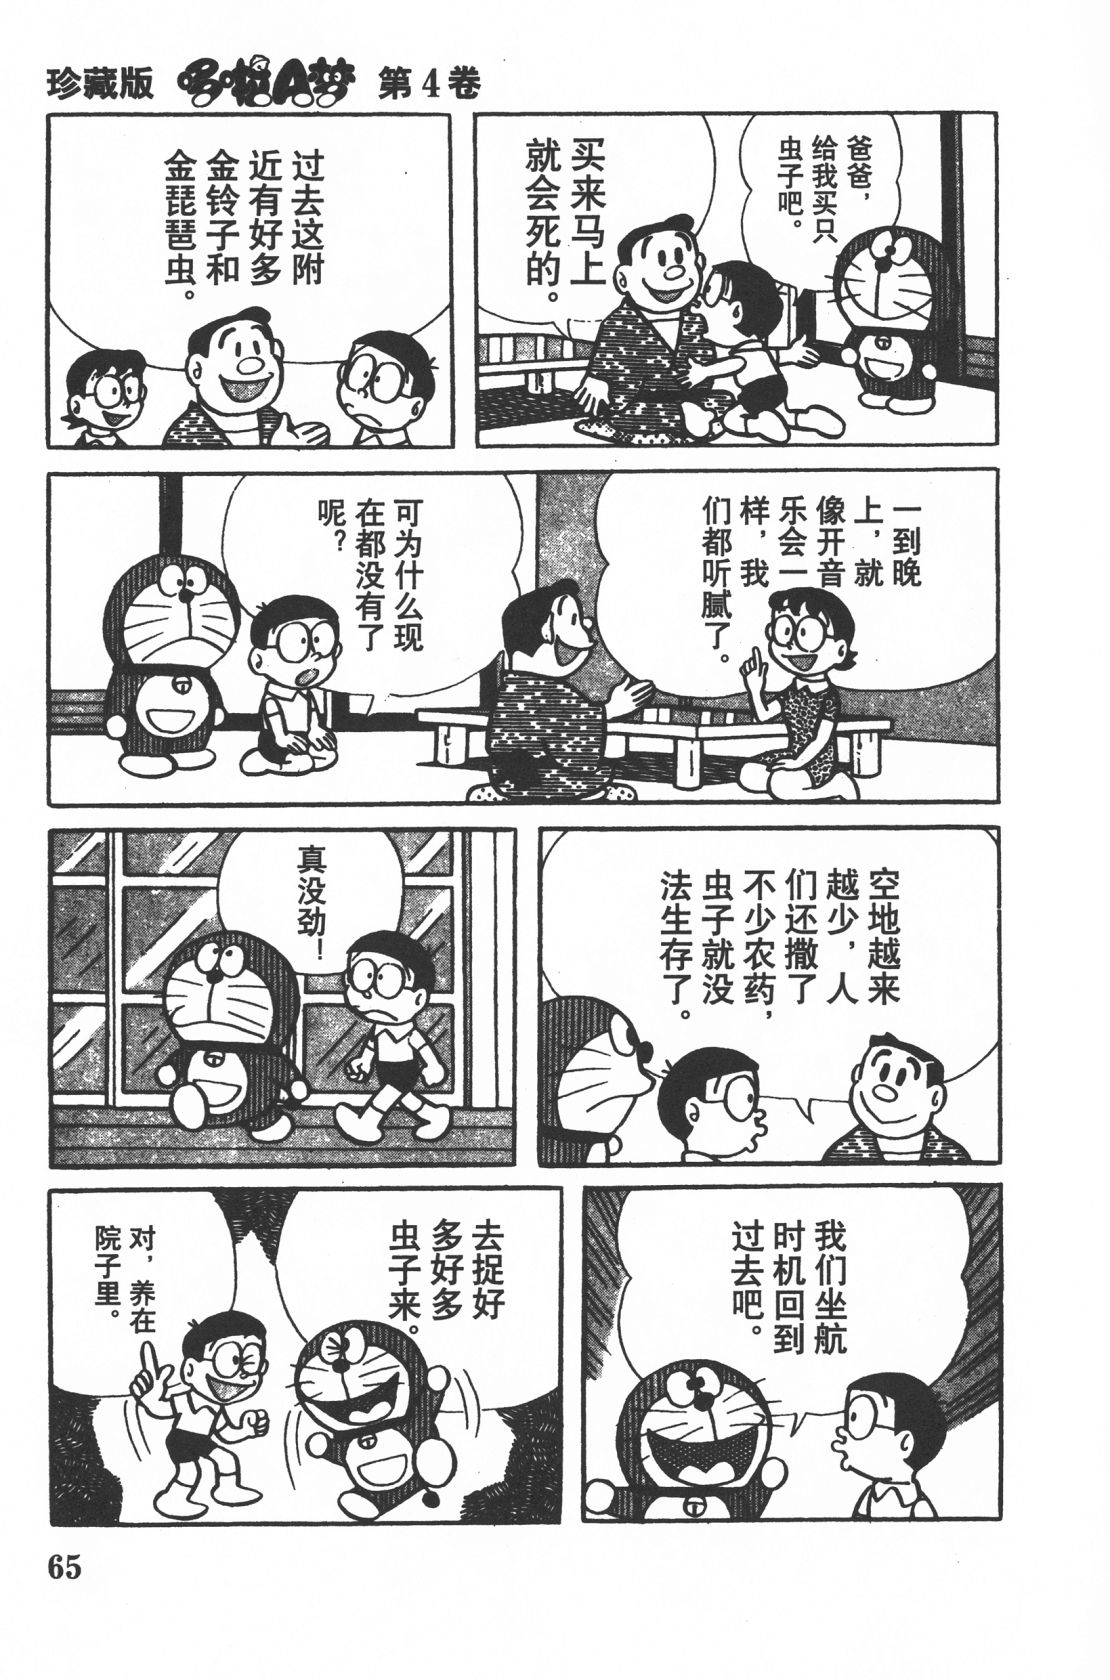 珍藏版 哆啦A梦 第4卷
爸爸，
给我买只
虫子吧。
买来马上
就会死的。
过去这附
近有好多
金铃子和
金琵琶虫。
一到晚
上，就
像开音
乐会一
样，我
们都听腻了。
可为什么现
在都没有了
呢？
空地越来
越少，人
们还撒了
不少农药，
虫子就没
法生存了。
真没劲！
我们坐航
时机回到
过去吧。
去捉好
多好多
虫子来。
对，养在
院子里。
65